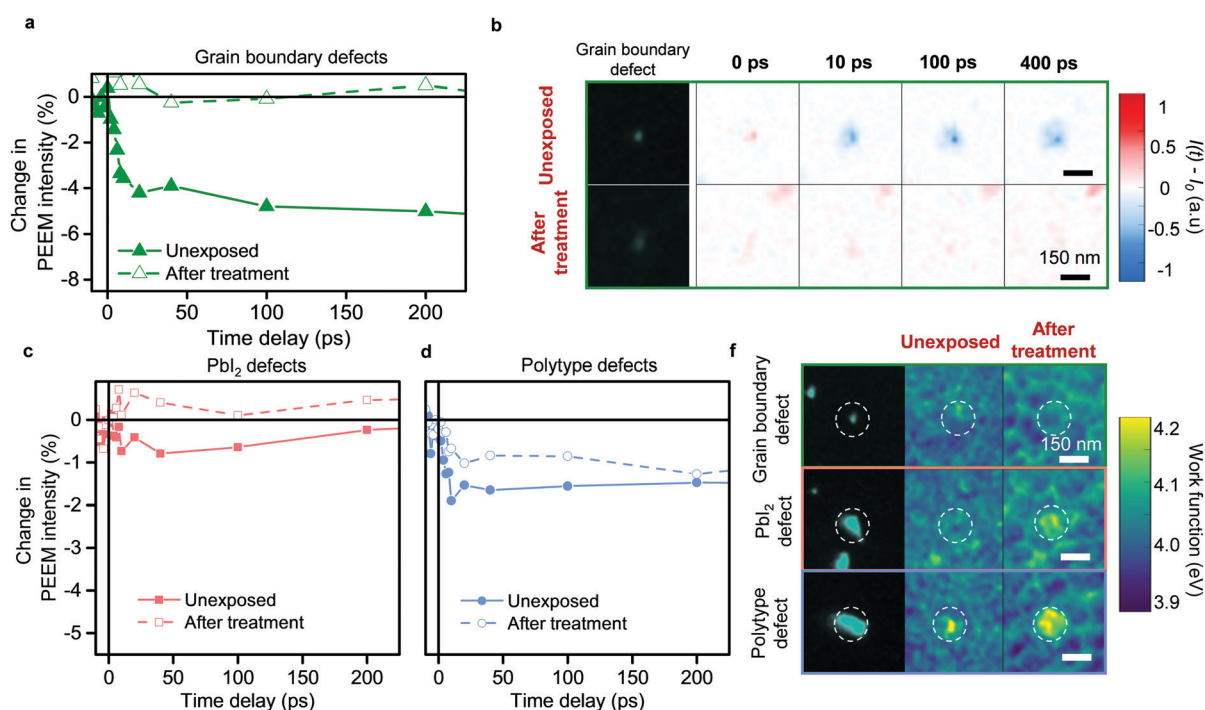 a
Grain boundary defects
0
-2
-4
-6
-8
Change in
PEEM intensity (%)
Unexposed
After treatment
0
50
100
150
200
Time delay (ps)
b
Grain boundary
defect
0 ps
10 ps
100 ps
400 ps
Unexposed
After
treatment
150 nm
1
0.5
0
-0.5
-1
I(t) - I₀ (a.u)
c
PbI₂ defects
0
-1
-2
-3
-4
-5
Change in
PEEM intensity (%)
Unexposed
After treatment
0
50
100
150
200
Time delay (ps)
d
Polytype defects
Unexposed
After treatment
0
50
100
150
200
Time delay (ps)
f
Unexposed
After
treatment
Grain boundary
defect
150 nm
PbI₂
defect
Polytype
defect
4.2
4.1
4.0
3.9
Work function (eV)